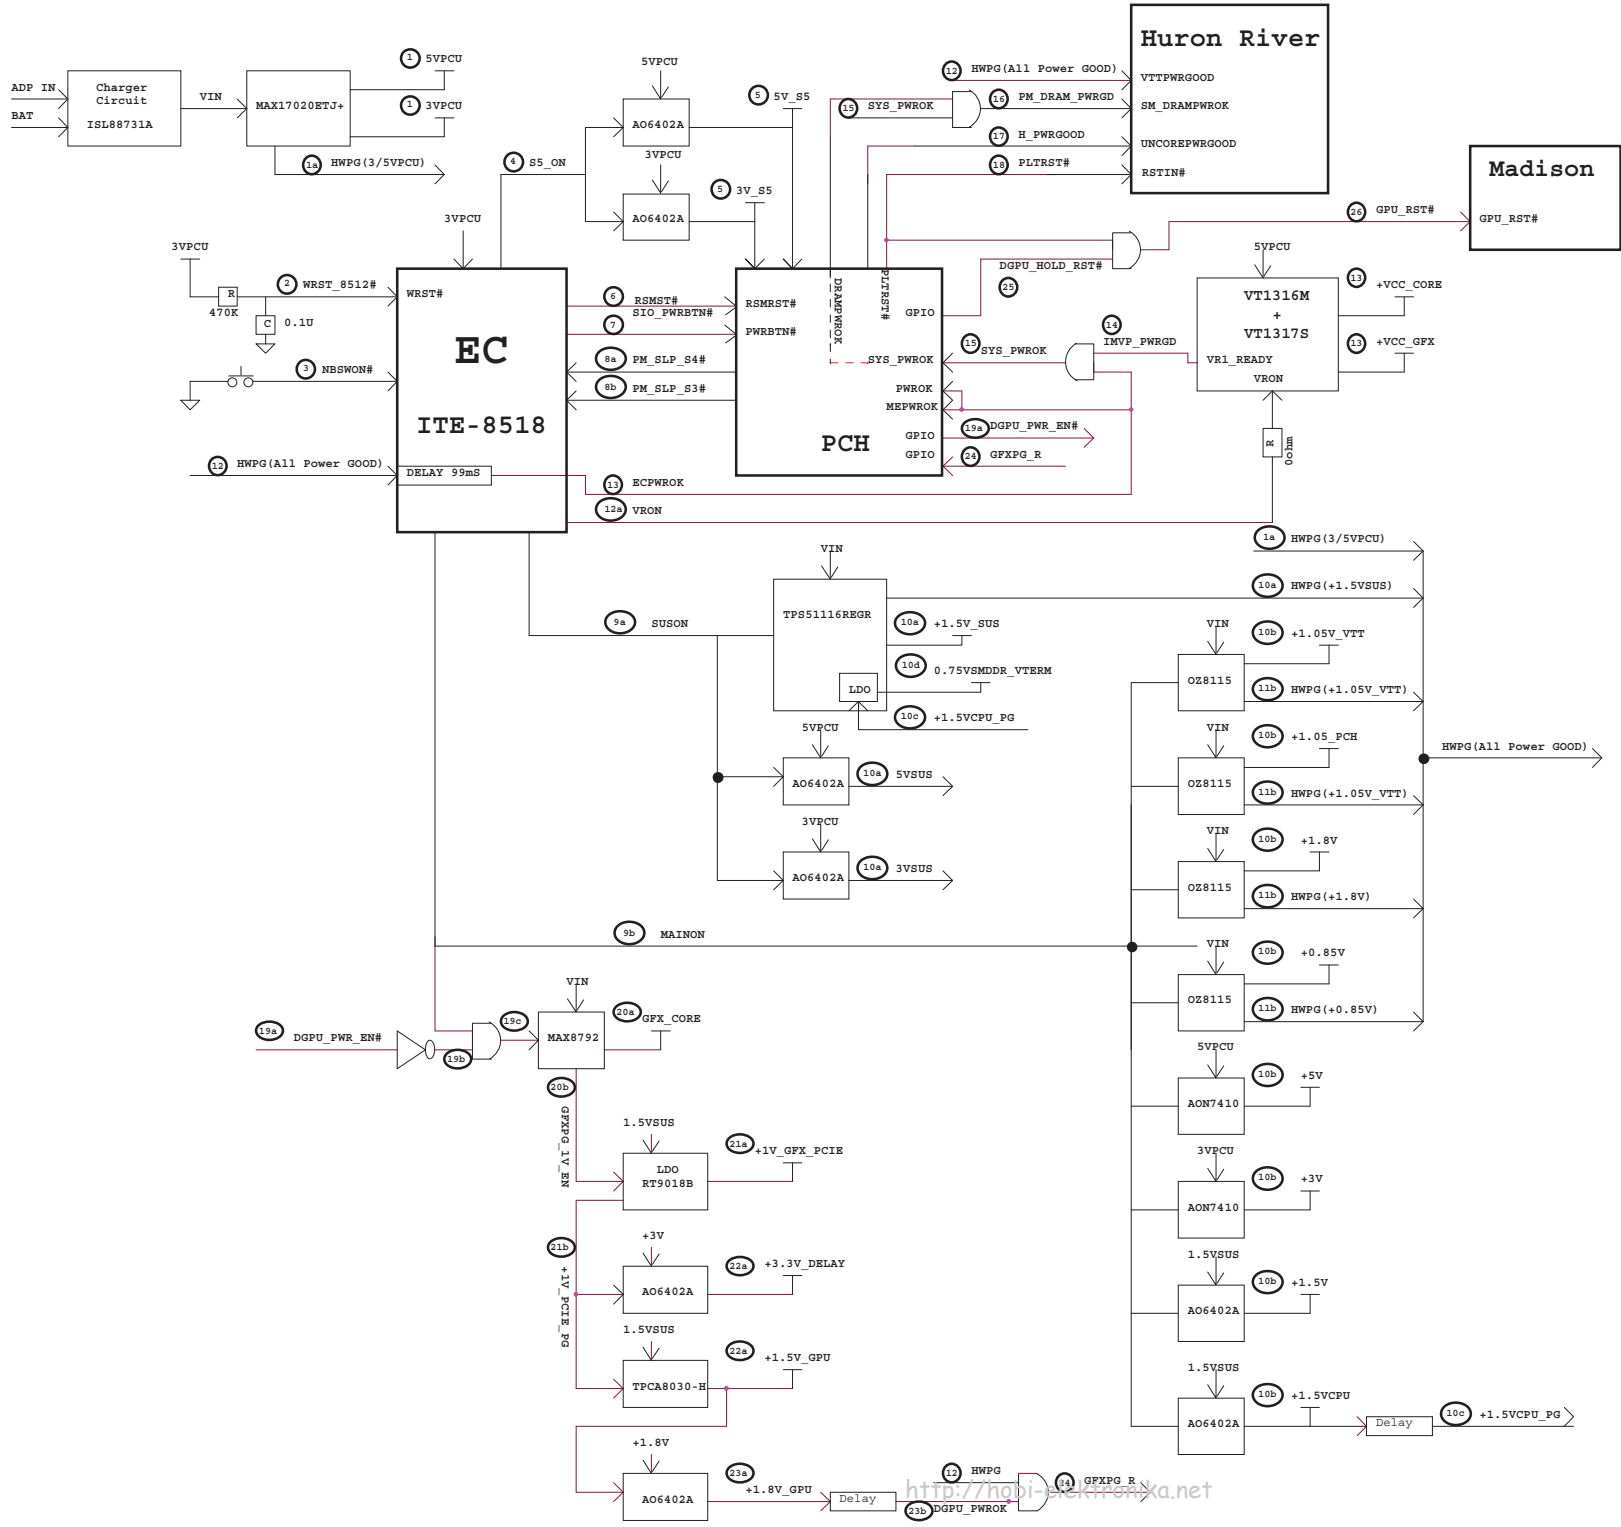 Huron River
VTTPWRGOOD
SM_DRAMPWROK
UNCOREPWRGOOD
RSTIN#
Madison
GPU_RST#
ADP IN
BAT
Charger
Circuit
ISL88731A
VIN
MAX17020ETJ+
1 5VPCU
1 3VPCU
1a HWPG(3/5VPCU)
5VPCU
AO6402A
3VPCU
AO6402A
4 S5_ON
5 5V_S5
5 3V_S5
12 HWPG(All Power GOOD)
15 SYS_PWROK
16 PM_DRAM_PWRGD
17 H_PWRGOOD
18 PLTRST#
26 GPU_RST#
DGPU_HOLD_RST#
25
3VPCU
3VPCU
R
470K
C 0.1U
2 WRST_8512#
3 NBSWON#
12 HWPG(All Power GOOD)
WRST#
EC
ITE-8518
DELAY 99mS
6 RSMST#
SIO_PWRBTN#
7
8a PM_SLP_S4#
8b PM_SLP_S3#
13 ECPWROK
12a VRON
RSMRST#
PWRBTN#
DRAMPWROK
PLTRST#
GPIO
SYS_PWROK
PWROK
MEPWROK
GPIO
GPIO
PCH
15 SYS_PWROK
14
IMVP_PWRGD
19a DGPU_PWR_EN#
24 GFXPG_R
5VPCU
VT1316M
+
VT1317S
VR1_READY
VRON
13 +VCC_CORE
13 +VCC_GFX
R
0ohm
1a HWPG(3/5VPCU)
10a HWPG(+1.5VSUS)
VIN
TPS51116REGR
LDO
9a SUSON
10a +1.5V_SUS
10d 0.75VSMDDR_VTERM
10c +1.5VCPU_PG
5VPCU
AO6402A
10a 5VSUS
3VPCU
AO6402A
10a 3VSUS
9b MAINON
VIN
OZ8115
10b +1.05V_VTT
11b HWPG(+1.05V_VTT)
VIN
OZ8115
10b +1.05_PCH
11b HWPG(+1.05V_VTT)
HWPG(All Power GOOD)
VIN
OZ8115
10b +1.8V
11b HWPG(+1.8V)
VIN
OZ8115
10b +0.85V
11b HWPG(+0.85V)
5VPCU
AON7410
10b +5V
3VPCU
AON7410
10b +3V
1.5VSUS
AO6402A
10b +1.5V
1.5VSUS
AO6402A
10b +1.5VCPU
Delay
10c +1.5VCPU_PG
19a DGPU_PWR_EN#
19b
19c
VIN
MAX8792
20a
GFX_CORE
20b
GFXPG_1V_EN
1.5VSUS
LDO
RT9018B
21a
+1V_GFX_PCIE
21b
+1V_PCIE_PG
+3V
AO6402A
22a +3.3V_DELAY
1.5VSUS
TPCA8030-H
22a +1.5V_GPU
+1.8V
AO6402A
23a
+1.8V_GPU
Delay
23b DGPU_PWROK
12 HWPG
24 GFXPG_R
http://hobi-elektronika.net